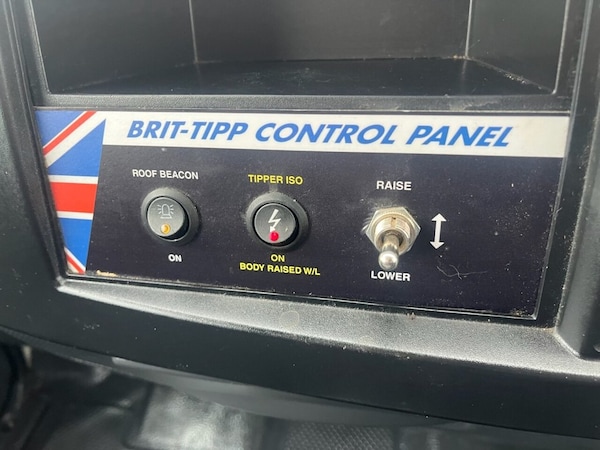 BRIT-TIPP CONTROL PANEL
ROOF BEACON
ON
TIPPER ISO
ON
BODY RAISED W/L
RAISE
LOWER